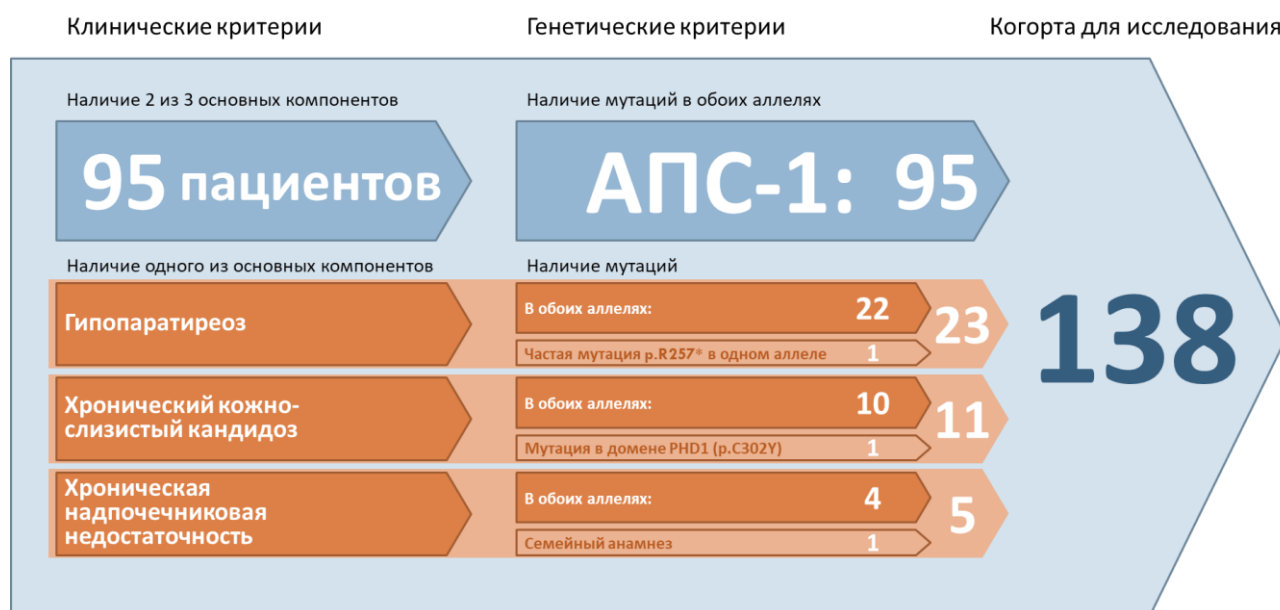 Клинические критерии
Генетические критерии
Когорта для исследования
Наличие 2 из 3 основных компонентов
Наличие мутаций в обоих аллелях
95 пациентов
АПС-1: 95
Наличие одного из основных компонентов
Наличие мутаций
Гипопаратиреоз
В обоих аллелях: 22
Частая мутация p.R257* в одном аллеле 1
23
138
Хронический кожно-
слизистый кандидоз
В обоих аллелях: 10
Мутация в домене PHD1 (p.C302Y) 1
11
Хроническая
надпочечниковая
недостаточность
В обоих аллелях: 4
Семейный анамнез 1
5